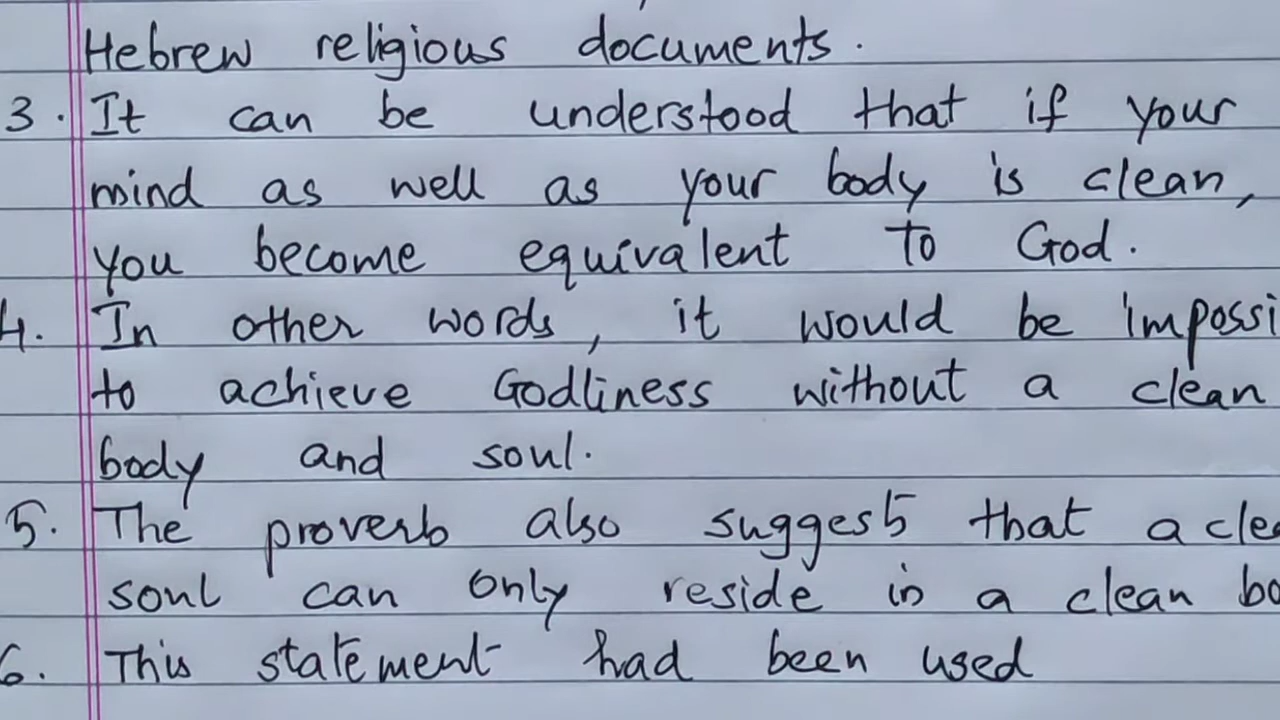 Hebrew religious documents.
3. It can be understood that if your
mind as well as your body is clean,
you become equivalent to God.
4. In other words, it would be impossi
to achieve Godliness without a clean
body and soul.
5. The proverb also suggests that a clea
soul can only reside in a clean bo
6. This statement had been used